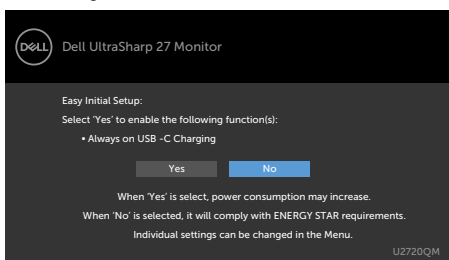 DELL
Dell UltraSharp 27 Monitor
Easy Initial Setup:
Select ‘Yes’ to enable the following function(s):
• Always on USB -C Charging
Yes
No
When ‘Yes’ is select, power consumption may increase.
When ‘No’ is selected, it will comply with ENERGY STAR requirements.
Individual settings can be changed in the Menu.
U2720QM